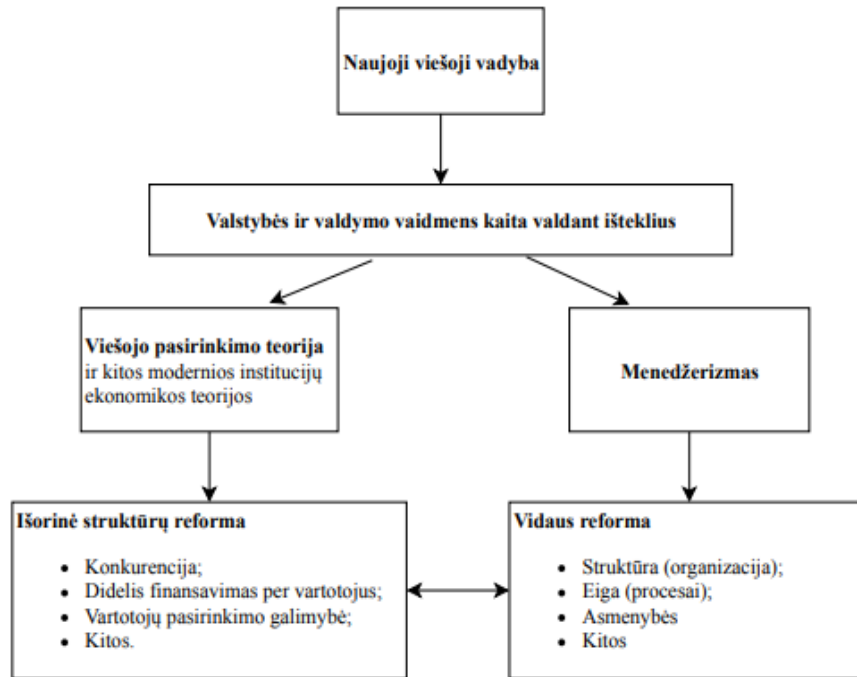 Naujoji viešoji vadyba
Valstybės ir valdymo vaidmens kaita valdant išteklius
Viešojo pasirinkimo teorija
ir kitos modernios institucijų
ekonomikos teorijos
Menedžerizmas
Išorinė struktūrų reforma
• Konkurencija;
• Didelis finansavimas per vartotojus;
• Vartotojų pasirinkimo galimybė;
• Kitos.
Vidaus reforma
• Struktūra (organizacija);
• Eiga (procesai);
• Asmenybės
• Kitos